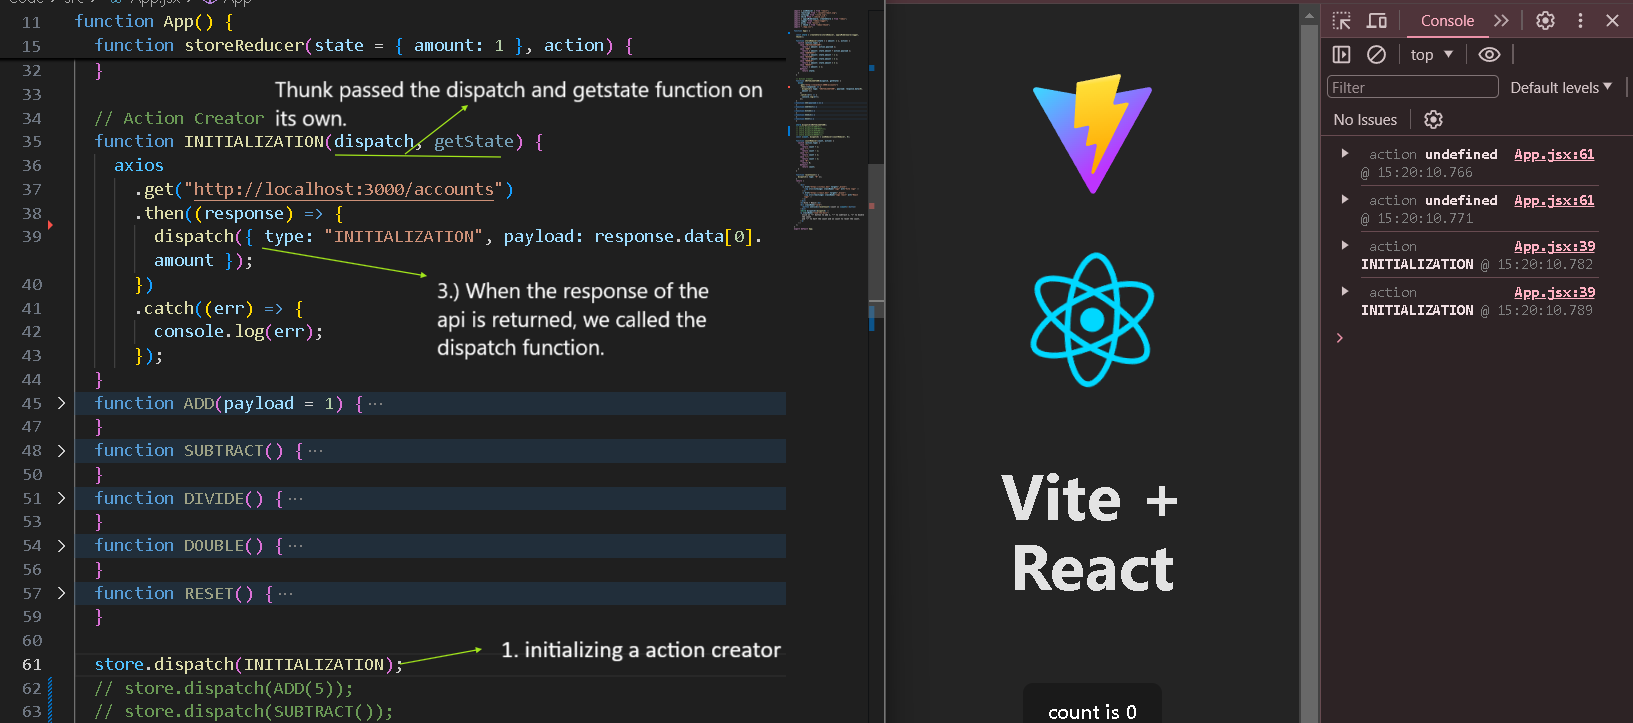 11 function App() {
15 function storeReducer(state = { amount: 1 }, action) {
32 }
33
Thunk passed the dispatch and getstate function on
its own.
34 // Action Creator
35 function INITIALIZATION(dispatch, getState) {
36 axios
37 .get("http://localhost:3000/accounts")
38 .then((response) => {
39 dispatch({ type: "INITIALIZATION", payload: response.data[0].
amount });
40 })
41 .catch((err) => {
42 console.log(err);
43 });
44 }
3.) When the response of the
api is returned, we called the
dispatch function.
45 function ADD(payload = 1) { ···
47 }
48 function SUBTRACT() { ···
50 }
51 function DIVIDE() { ···
53 }
54 function DOUBLE() { ···
56 }
57 function RESET() { ···
59 }
60
61 store.dispatch(INITIALIZATION);
1. initializing a action creator
62 // store.dispatch(ADD(5));
63 // store.dispatch(SUBTRACT());
Vite +
React
count is 0
Console
top
Filter
Default levels
No Issues
action undefined App.jsx:61
@ 15:20:10.766
action undefined App.jsx:61
@ 15:20:10.771
action App.jsx:39
INITIALIZATION @ 15:20:10.782
action App.jsx:39
INITIALIZATION @ 15:20:10.789